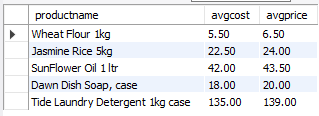 productname avgcost avgprice
Wheat Flour 1kg 5.50 6.50
Jasmine Rice 5kg 22.50 24.00
SunFlower Oil 1 ltr 42.00 43.50
Dawn Dish Soap, case 18.00 20.00
Tide Laundry Detergent 1kg case 135.00 139.00